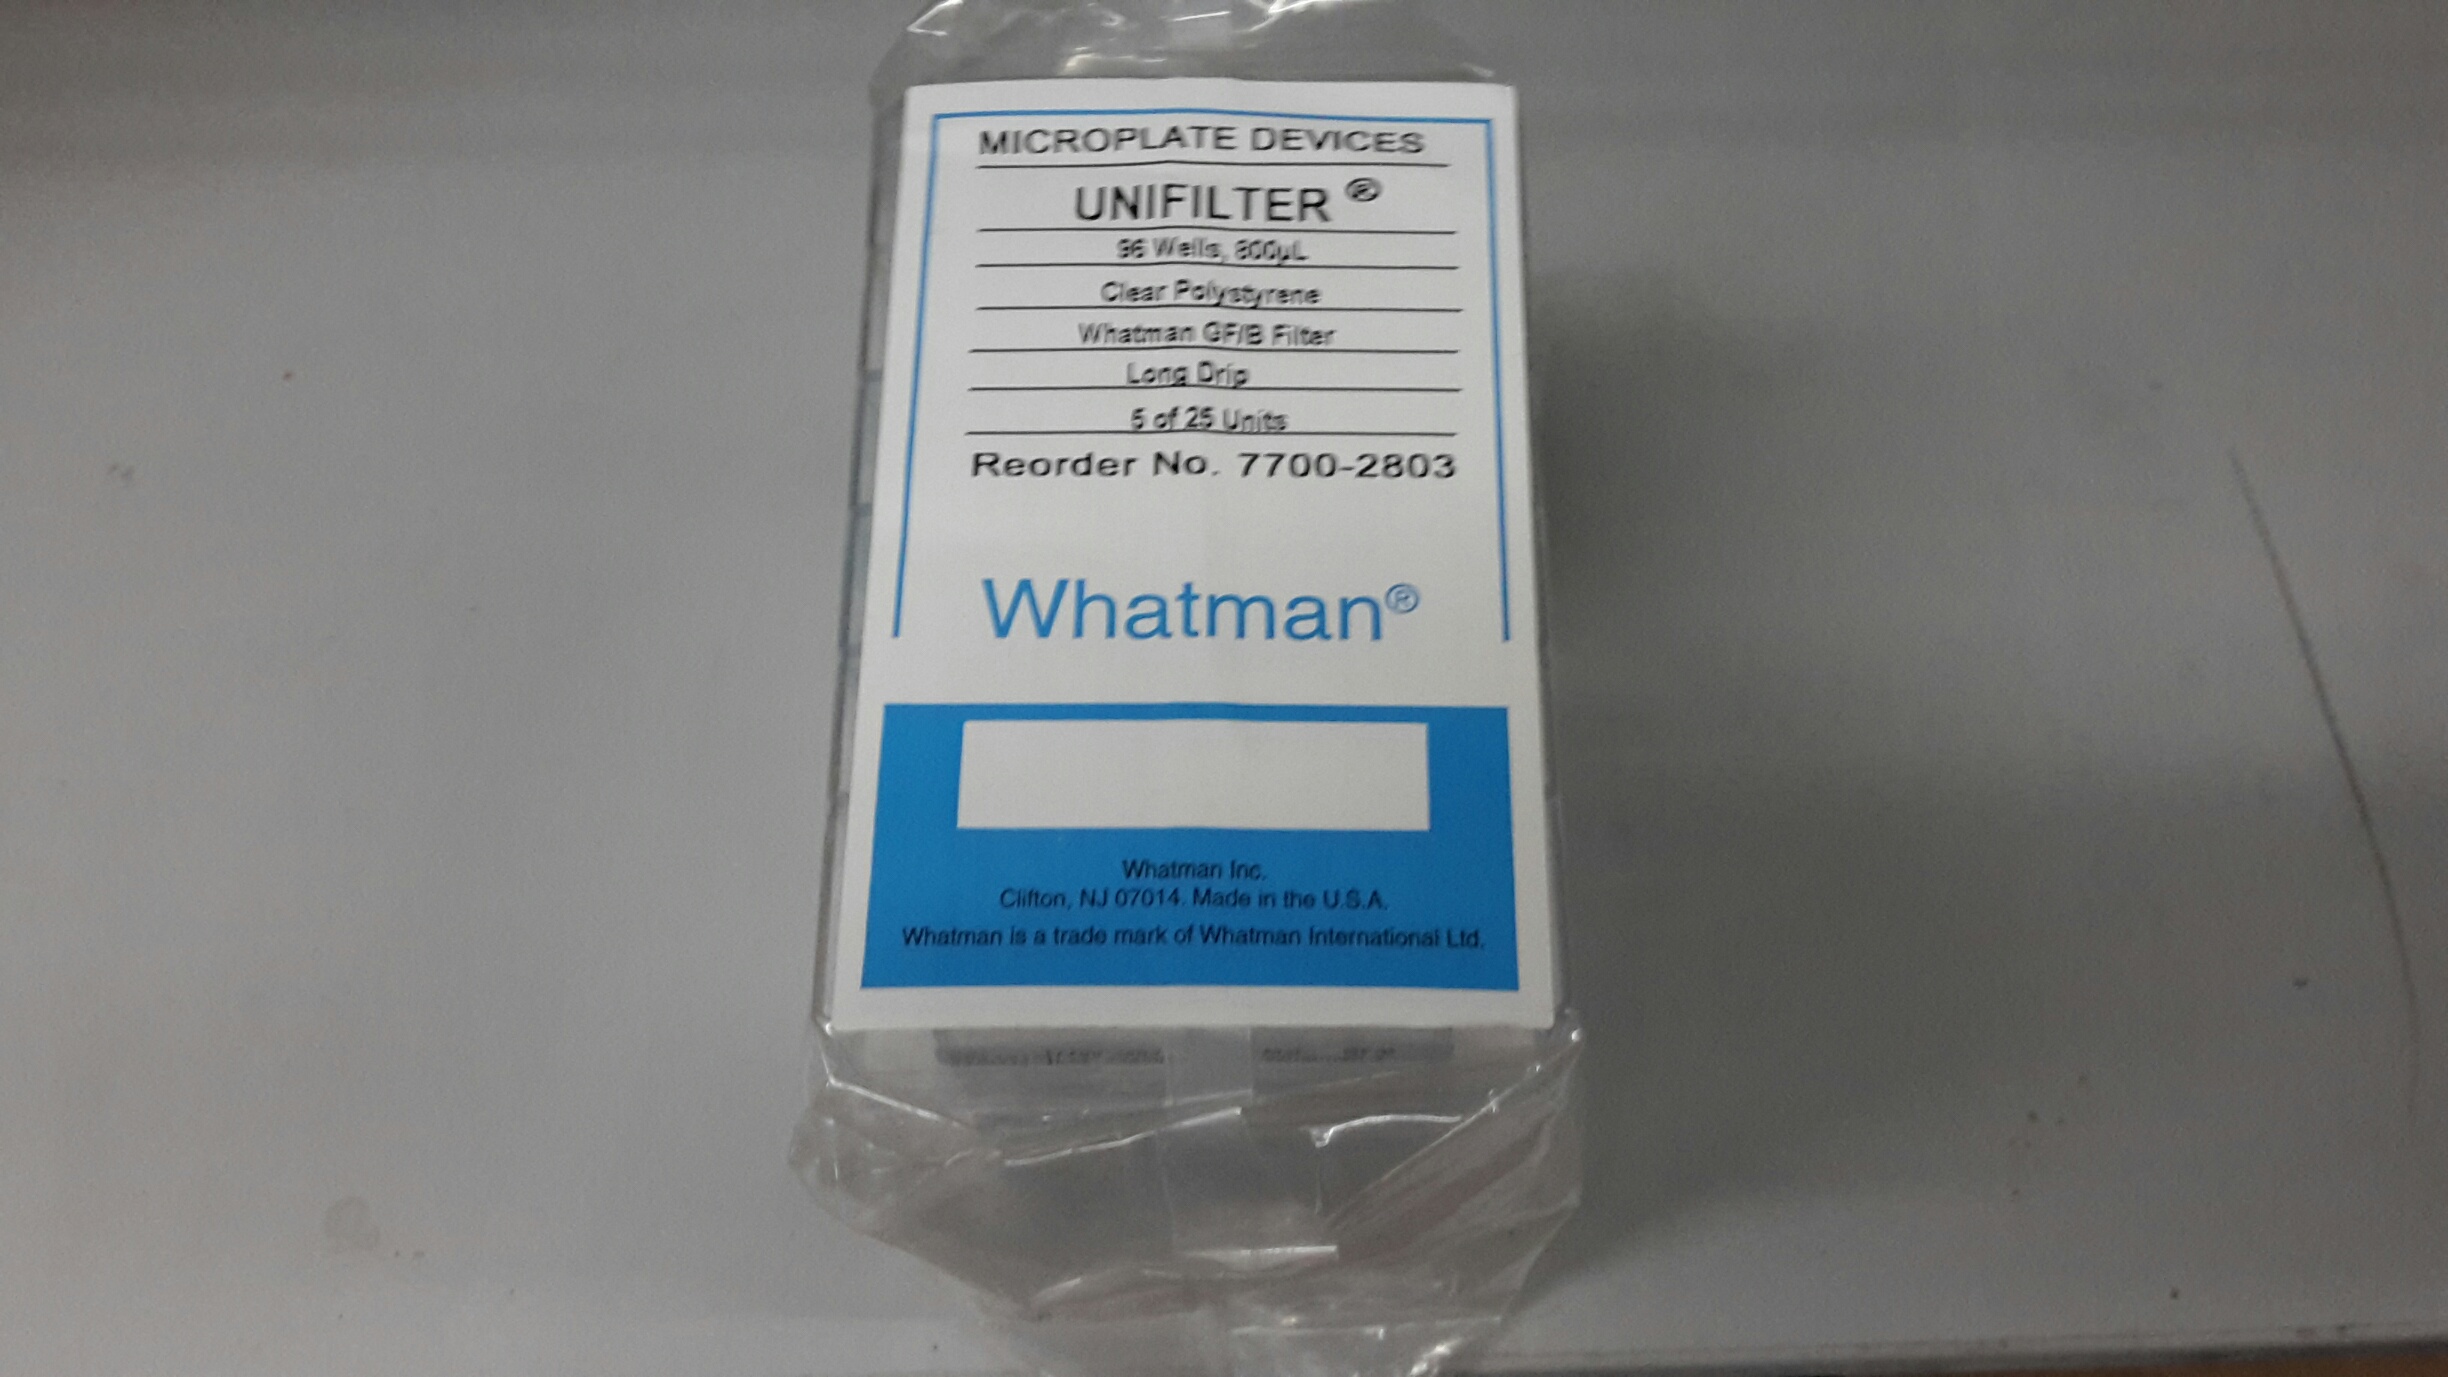 MICROPLATE DEVICES
UNIFILTER ®
96 Wells, 800µL
Clear Polystyrene
Whatman GF/B Filter
Long Drip
5 of 25 Units
Reorder No. 7700-2803
Whatman®
Whatman Inc.
Clifton, NJ 07014. Made in the U.S.A.
Whatman is a trade mark of Whatman International Ltd.